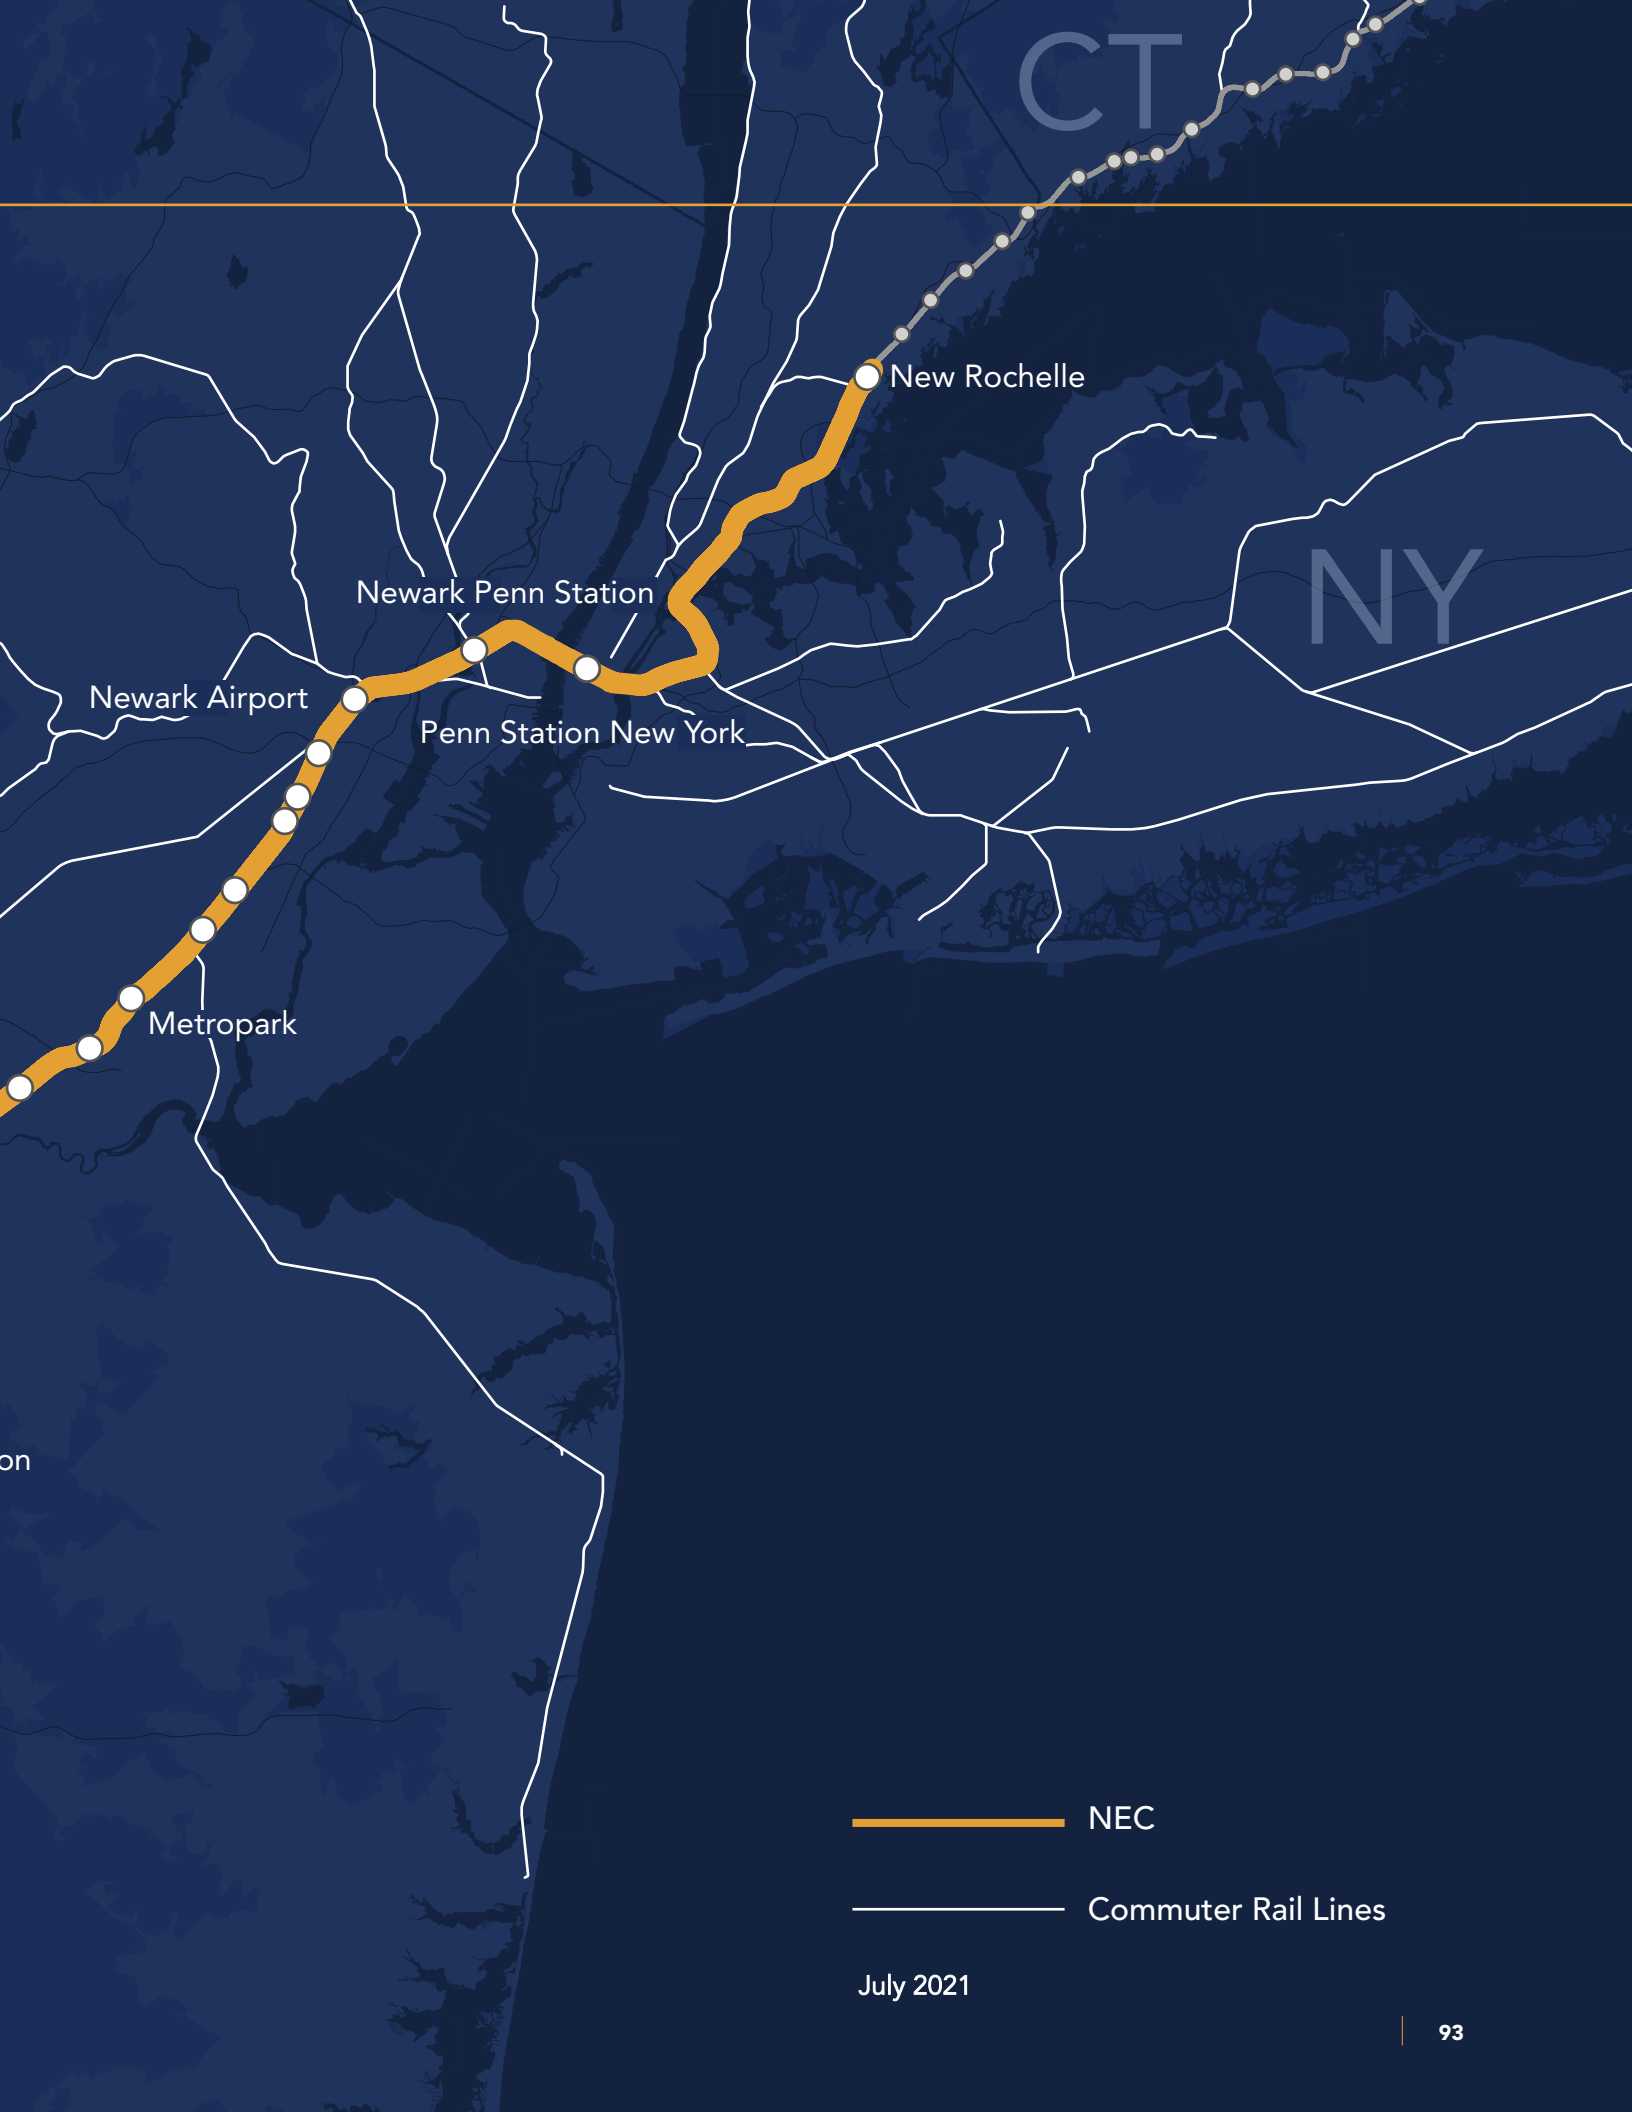 CT
New Rochelle
NY
Newark Penn Station
Newark Airport
Penn Station New York
Metropark
on
NEC
Commuter Rail Lines
July 2021
93